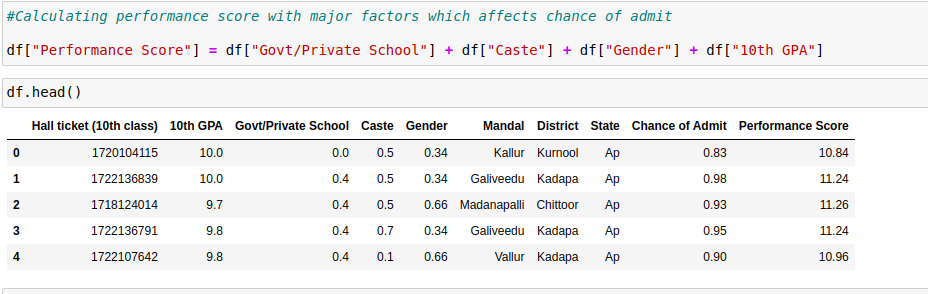 #Calculating performance score with major factors which affects chance of admit
df["Performance Score"] = df["Govt/Private School"] + df["Caste"] + df["Gender"] + df["10th GPA"]
df.head()
Hall ticket (10th class) 10th GPA Govt/Private School Caste Gender Mandal District State Chance of Admit Performance Score
0 1720104115 10.0 0.0 0.5 0.34 Kallur Kurnool Ap 0.83 10.84
1 1722136839 10.0 0.4 0.5 0.34 Galiveedu Kadapa Ap 0.98 11.24
2 1718124014 9.7 0.4 0.5 0.66 Madanapalli Chittoor Ap 0.93 11.26
3 1722136791 9.8 0.4 0.7 0.34 Galiveedu Kadapa Ap 0.95 11.24
4 1722107642 9.8 0.4 0.1 0.66 Vallur Kadapa Ap 0.90 10.96